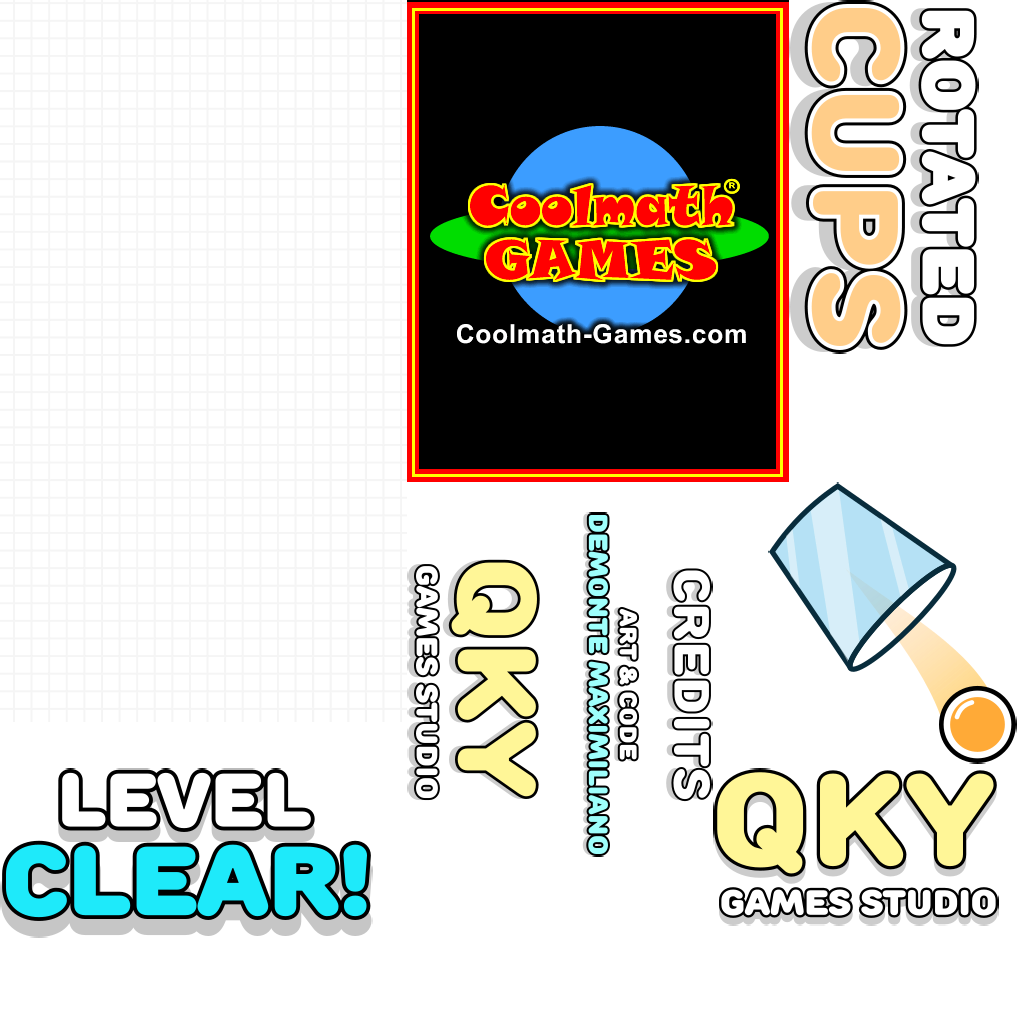 Coolmath®
GAMES
Coolmath-Games.com
ROTATED
CUPS
CREDITS
ART & CODE
DEMONTE MAXIMILIANO
QKY
GAMES STUDIO
LEVEL
CLEAR!
QKY
GAMES STUDIO